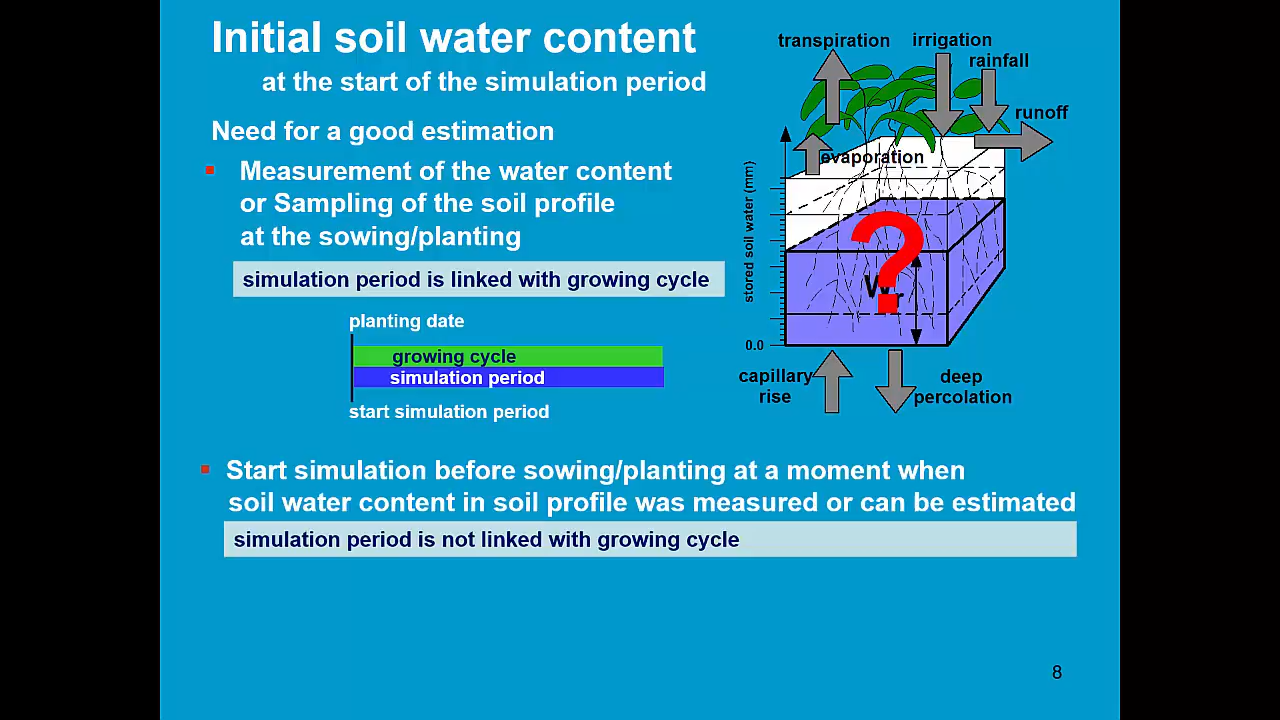 Initial soil water content
at the start of the simulation period
Need for a good estimation
Measurement of the water content
or Sampling of the soil profile
at the sowing/planting
simulation period is linked with growing cycle
planting date
growing cycle
simulation period
start simulation period
transpiration
irrigation
rainfall
runoff
evaporation
stored soil water (mm)
?
Wr
0.0
capillary
rise
deep
percolation
Start simulation before sowing/planting at a moment when
soil water content in soil profile was measured or can be estimated
simulation period is not linked with growing cycle
8